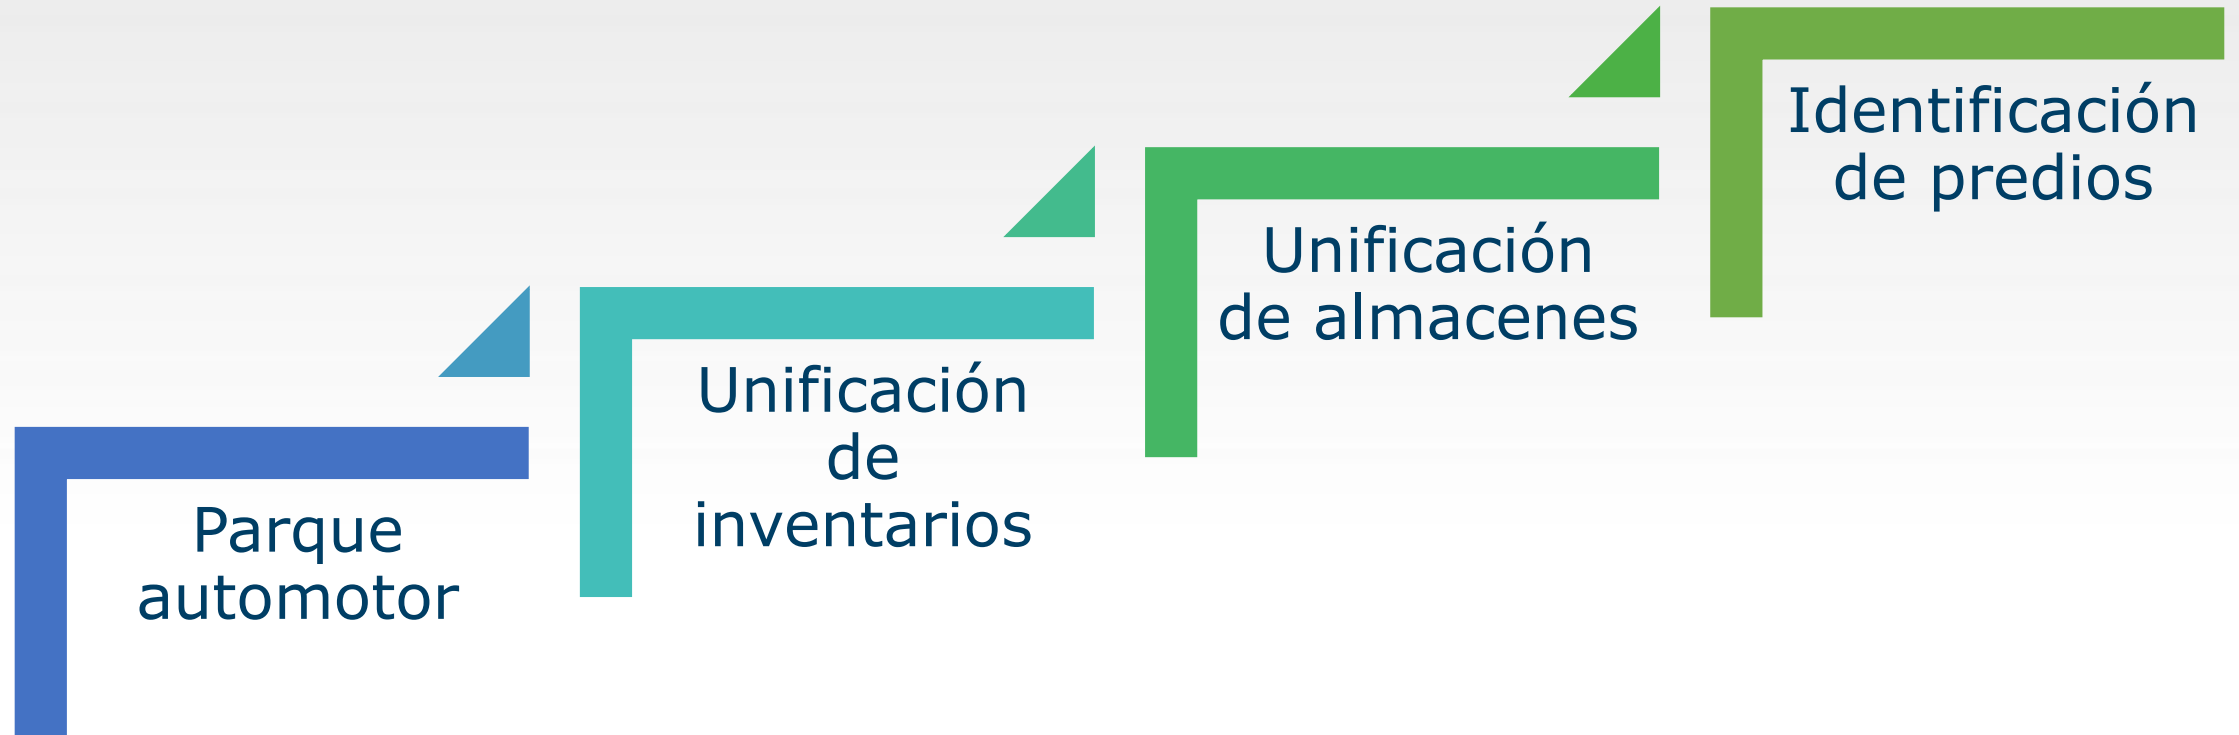 Parque
automotor
Unificación
de
inventarios
Unificación
de almacenes
Identificación
de predios